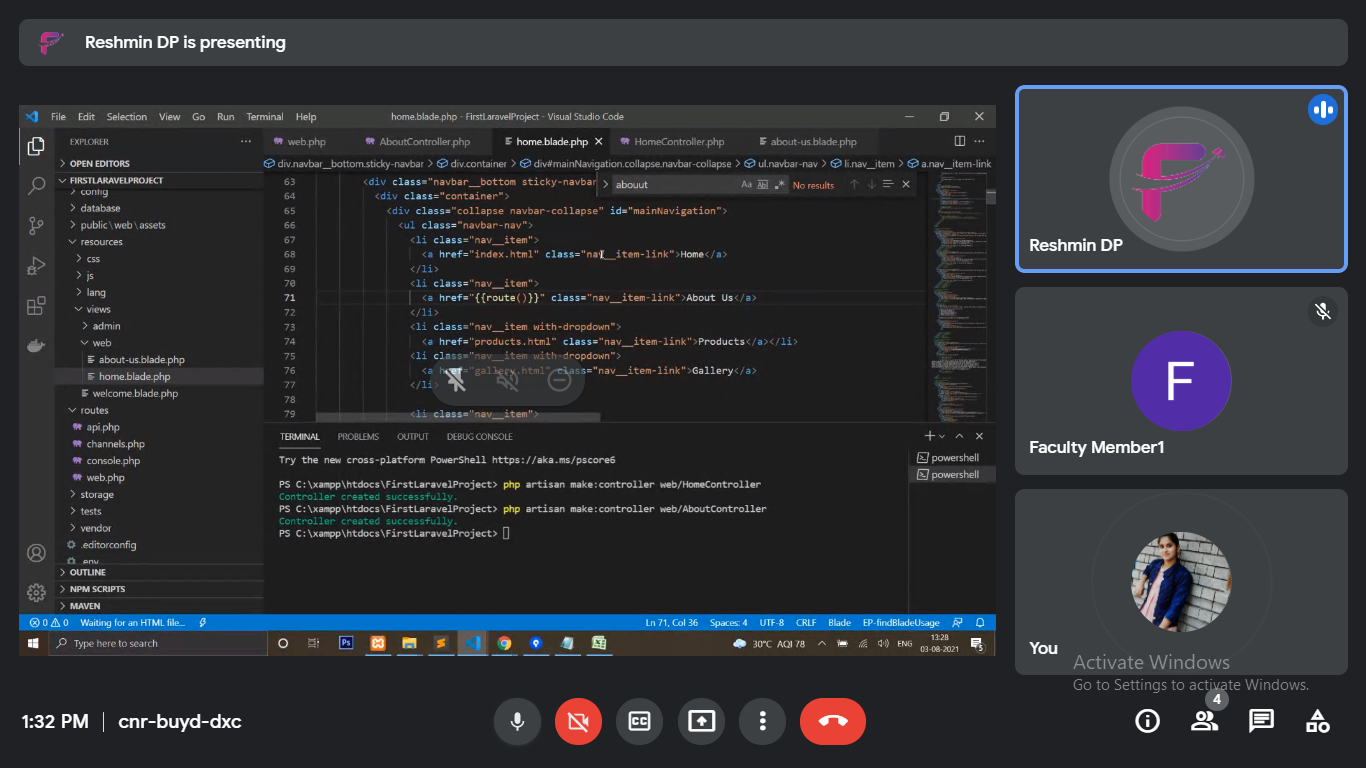 Reshmin DP is presenting
File Edit Selection View Go Run Terminal Help
home.blade.php - FirstLaravelProject - Visual Studio Code
EXPLORER
web.php
AboutController.php
home.blade.php
HomeController.php
about-us.blade.php
OPEN EDITORS
div.navbar__bottom.sticky-navbar > div.container > div#mainNavigation.collapse.navbar-collapse > ul.navbar-nav > li.nav__item > a.nav__item-link
FIRSTLARAVELPROJECT
config
database
public\web\assets
resources
css
js
lang
views
admin
web
about-us.blade.php
home.blade.php
welcome.blade.php
routes
api.php
channels.php
console.php
web.php
storage
tests
vendor
.editorconfig
.env
OUTLINE
NPM SCRIPTS
MAVEN
abouut
Aa
No results
63 <div class="navbar__bottom sticky-navbar
64 <div class="container">
65 <div class="collapse navbar-collapse" id="mainNavigation">
66 <ul class="navbar-nav">
67 <li class="nav__item">
68 <a href="index.html" class="nav__item-link">Home</a>
69 </li>
70 <li class="nav__item">
71 <a href="{{route()}}" class="nav__item-link">About Us</a>
72 </li>
73 <li class="nav__item with-dropdown">
74 <a href="products.html" class="nav__item-link">Products</a></li>
75 <li class="nav__item with-dropdown">
76 <a href="gallery.html" class="nav__item-link">Gallery</a>
77 </li>
78
79 <li class="nav__item">
TERMINAL PROBLEMS OUTPUT DEBUG CONSOLE
Try the new cross-platform PowerShell https://aka.ms/pscore6
PS C:\xampp\htdocs\FirstLaravelProject> php artisan make:controller web/HomeController
Controller created successfully.
PS C:\xampp\htdocs\FirstLaravelProject> php artisan make:controller web/AboutController
Controller created successfully.
PS C:\xampp\htdocs\FirstLaravelProject>
powershell
powershell
0 0 Waiting for an HTML file... Ln 71, Col 36 Spaces: 4 UTF-8 CRLF Blade EP-findBladeUsage
Type here to search
Ps
30°C AQI 78
ENG
13:28
03-08-2021
5
Reshmin DP
F
Faculty Member1
You
Activate Windows
Go to Settings to activate Windows.
1:32 PM | cnr-buyd-dxc
CC
4